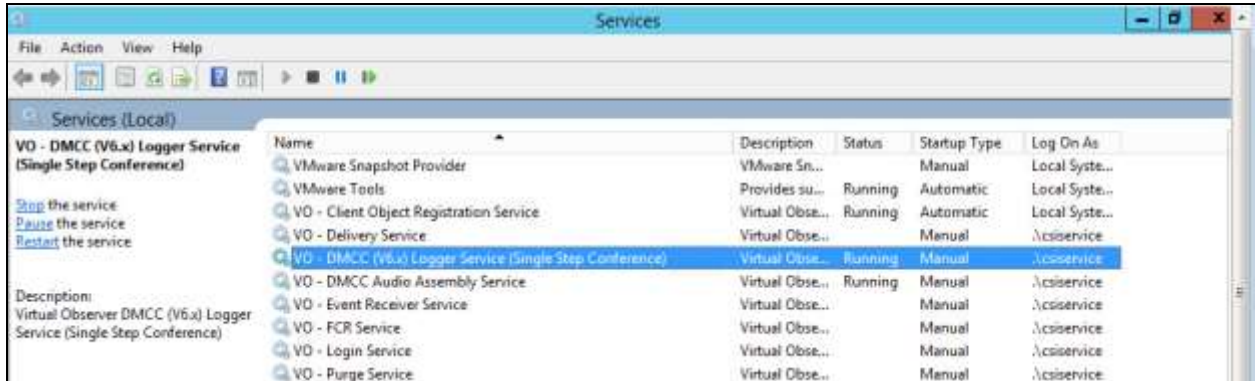 Services
File Action View Help
Services (Local)
VO - DMCC (V6.x) Logger Service
(Single Step Conference)
Stop the service
Pause the service
Restart the service
Description:
Virtual Observer DMCC (V6.x) Logger
Service (Single Step Conference)
Name Description Status Startup Type Log On As
VMware Snapshot Provider VMware Sn... Manual Local Syste...
VMware Tools Provides su... Running Automatic Local Syste...
VO - Client Object Registration Service Virtual Obse... Running Automatic Local Syste...
VO - Delivery Service Virtual Obse... Manual .\csiservice
VO - DMCC (V6.x) Logger Service (Single Step Conference) Virtual Obse... Running Manual .\csiservice
VO - DMCC Audio Assembly Service Virtual Obse... Running Manual .\csiservice
VO - Event Receiver Service Virtual Obse... Manual .\csiservice
VO - FCR Service Virtual Obse... Manual .\csiservice
VO - Login Service Virtual Obse... Manual .\csiservice
VO - Purge Service Virtual Obse... Manual .\csiservice